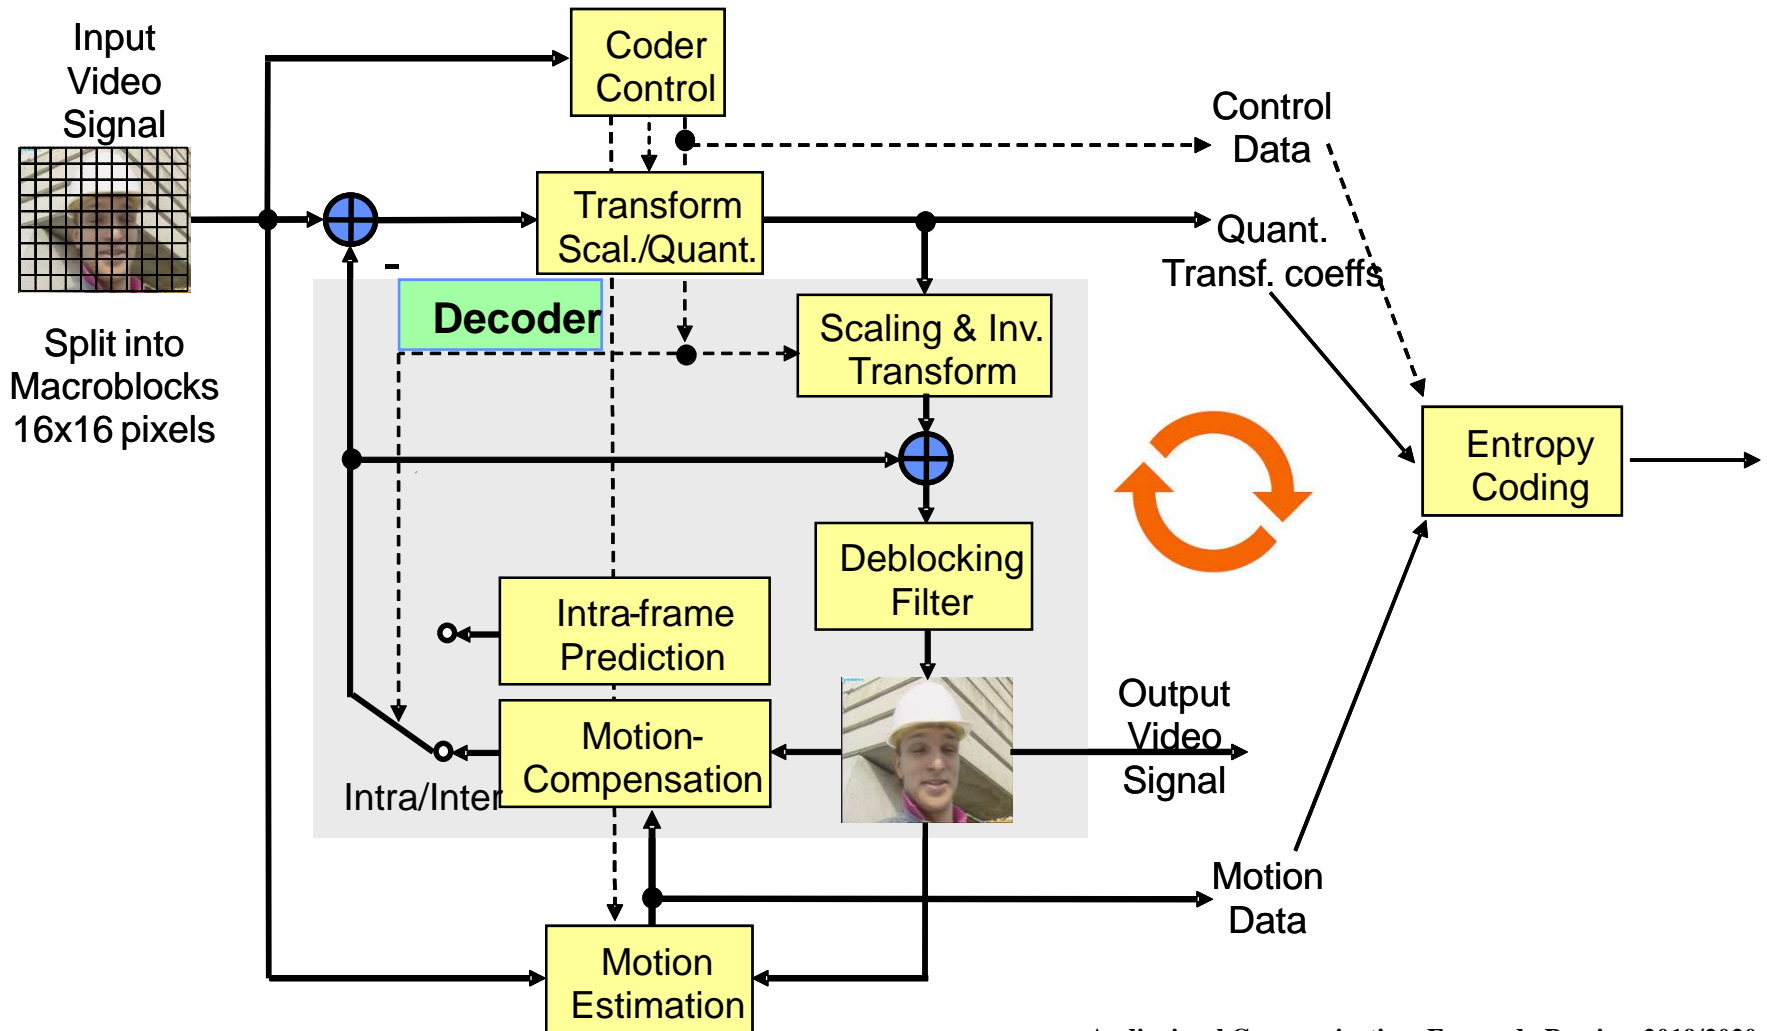 Input
Video
Signal
Split into
Macroblocks
16x16 pixels
Coder
Control
Control
Data
Transform
Scal./Quant.
-
Quant.
Transf. coeffs
Decoder
Scaling & Inv.
Transform
Entropy
Coding
Deblocking
Filter
Intra-frame
Prediction
Motion-
Compensation
Intra/Inter
Output
Video
Signal
Motion
Data
Motion
Estimation